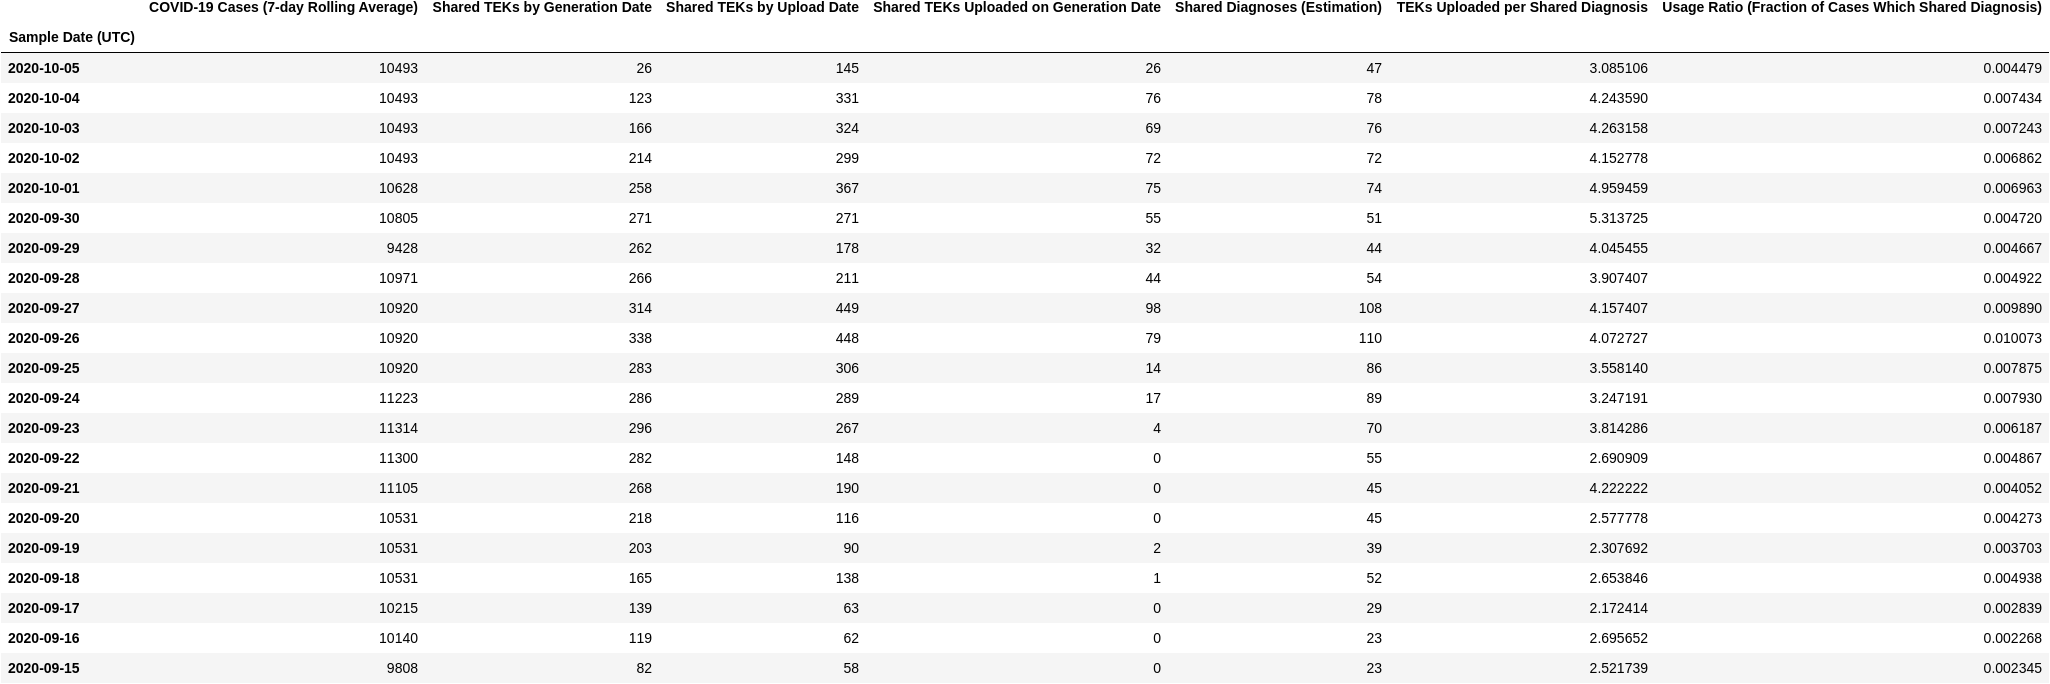 COVID-19 Cases (7-day Rolling Average) Shared TEKs by Generation Date Shared TEKs by Upload Date Shared TEKs Uploaded on Generation Date Shared Diagnoses (Estimation) TEKs Uploaded per Shared Diagnosis Usage Ratio (Fraction of Cases Which Shared Diagnosis)
Sample Date (UTC)
2020-10-05 10493 26 145 26 47 3.085106 0.004479
2020-10-04 10493 123 331 76 78 4.243590 0.007434
2020-10-03 10493 166 324 69 76 4.263158 0.007243
2020-10-02 10493 214 299 72 72 4.152778 0.006862
2020-10-01 10628 258 367 75 74 4.959459 0.006963
2020-09-30 10805 271 271 55 51 5.313725 0.004720
2020-09-29 9428 262 178 32 44 4.045455 0.004667
2020-09-28 10971 266 211 44 54 3.907407 0.004922
2020-09-27 10920 314 449 98 108 4.157407 0.009890
2020-09-26 10920 338 448 79 110 4.072727 0.010073
2020-09-25 10920 283 306 14 86 3.558140 0.007875
2020-09-24 11223 286 289 17 89 3.247191 0.007930
2020-09-23 11314 296 267 4 70 3.814286 0.006187
2020-09-22 11300 282 148 0 55 2.690909 0.004867
2020-09-21 11105 268 190 0 45 4.222222 0.004052
2020-09-20 10531 218 116 0 45 2.577778 0.004273
2020-09-19 10531 203 90 2 39 2.307692 0.003703
2020-09-18 10531 165 138 1 52 2.653846 0.004938
2020-09-17 10215 139 63 0 29 2.172414 0.002839
2020-09-16 10140 119 62 0 23 2.695652 0.002268
2020-09-15 9808 82 58 0 23 2.521739 0.002345